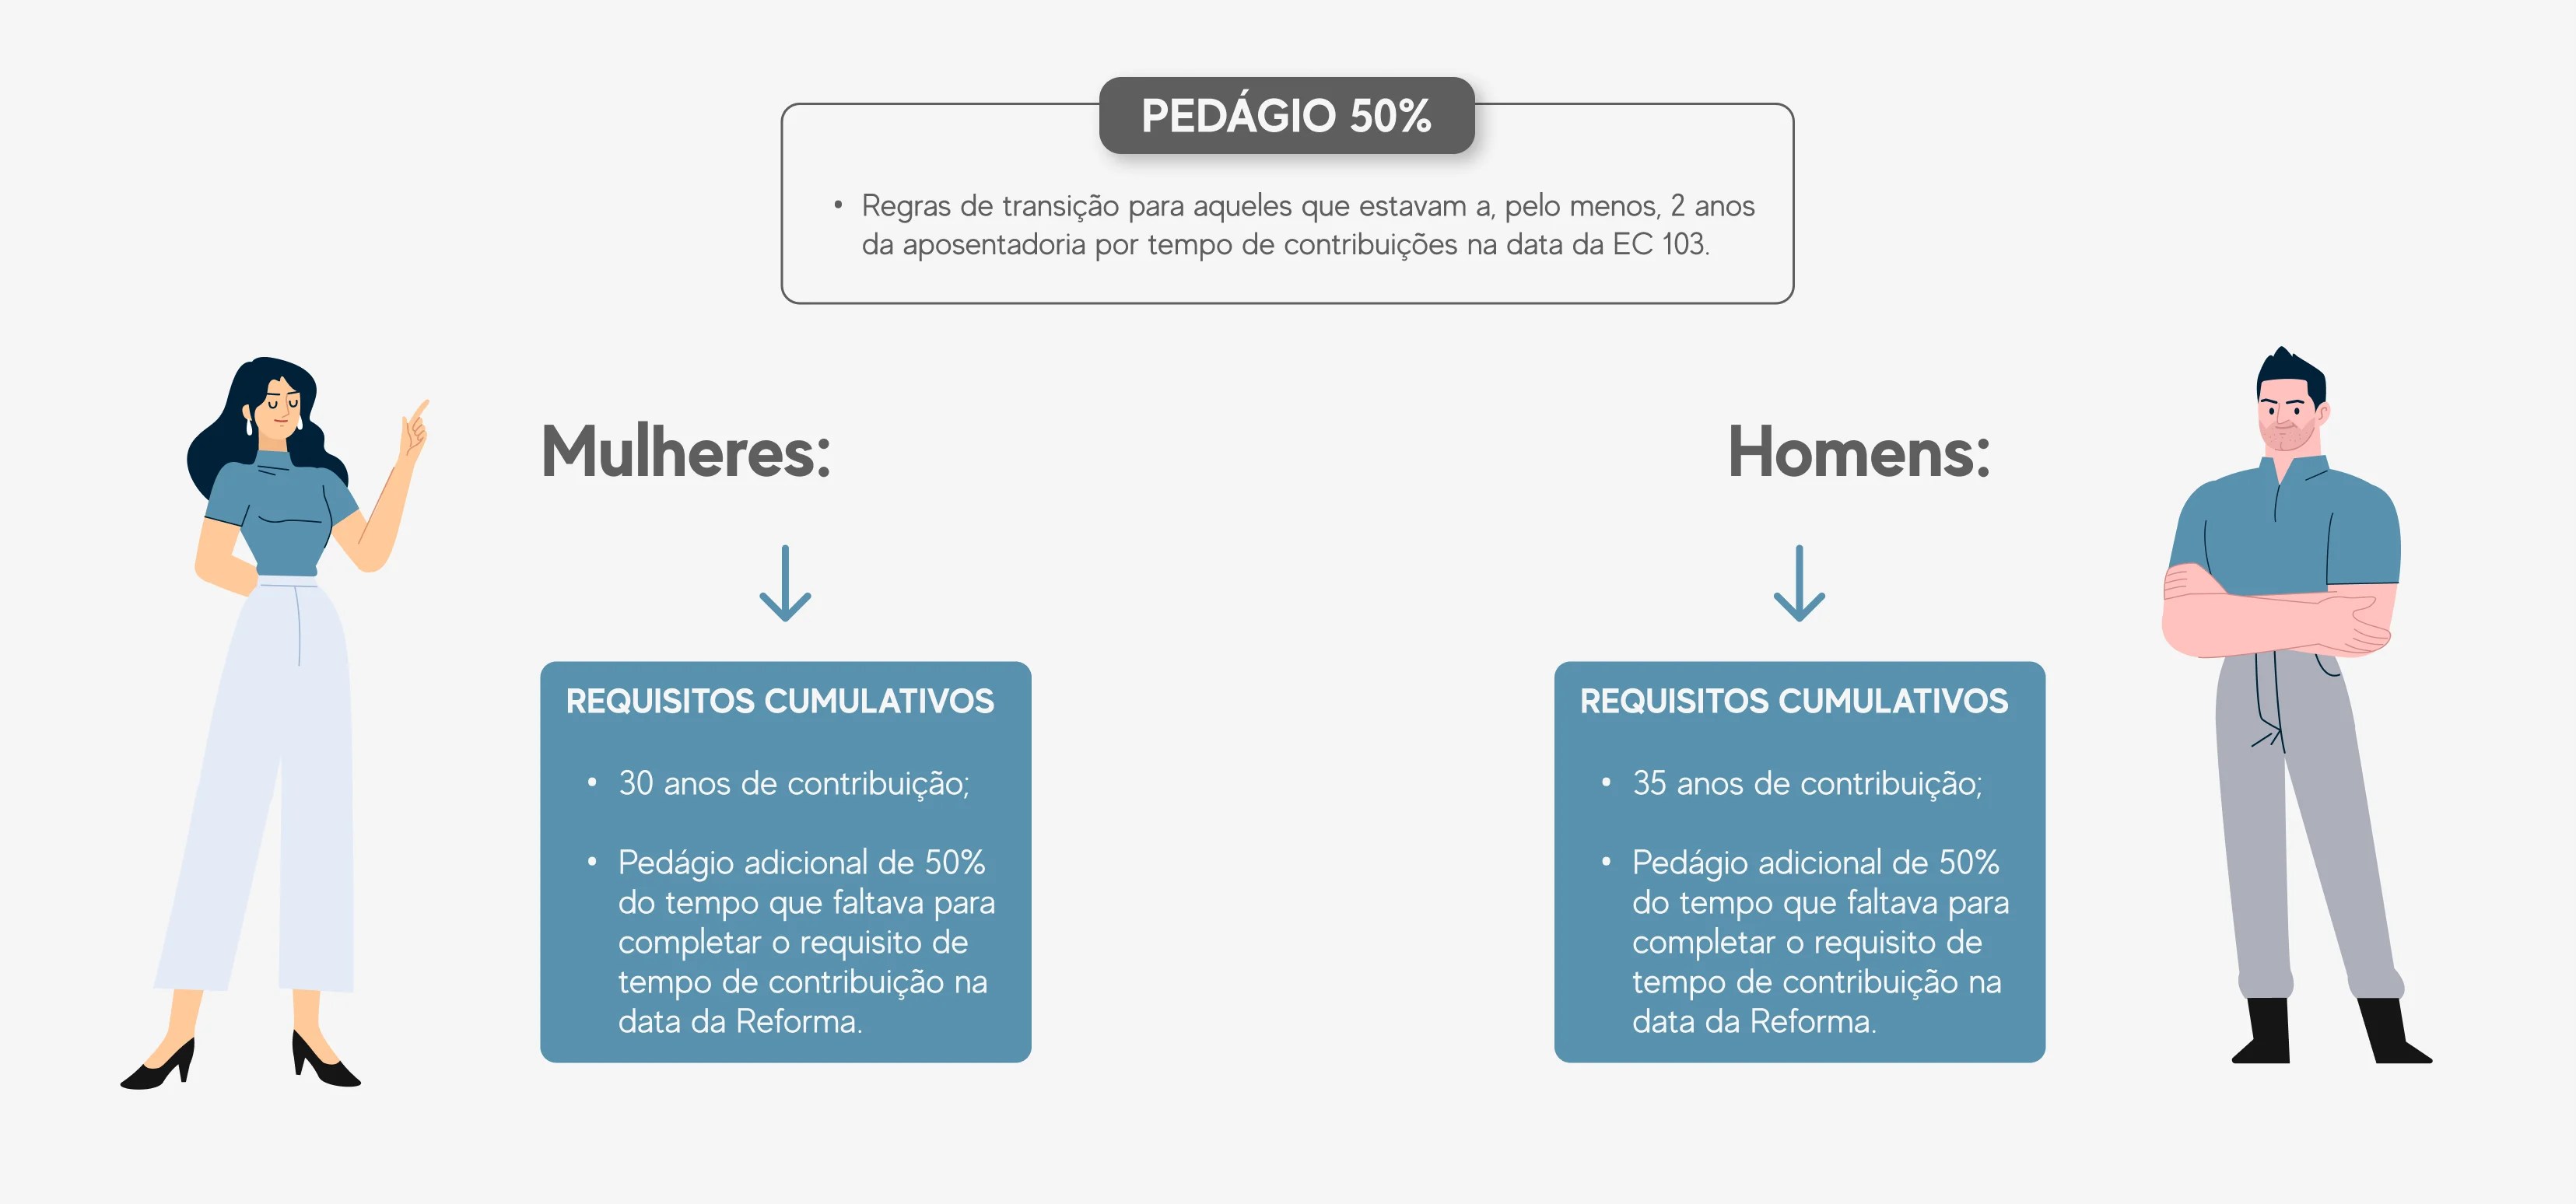 PEDÁGIO 50%
• Regras de transição para aqueles que estavam a, pelo menos, 2 anos
da aposentadoria por tempo de contribuições na data da EC 103.
Mulheres:
REQUISITOS CUMULATIVOS
• 30 anos de contribuição;
• Pedágio adicional de 50%
do tempo que faltava para
completar o requisito de
tempo de contribuição na
data da Reforma.
Homens:
REQUISITOS CUMULATIVOS
• 35 anos de contribuição;
• Pedágio adicional de 50%
do tempo que faltava para
completar o requisito de
tempo de contribuição na
data da Reforma.